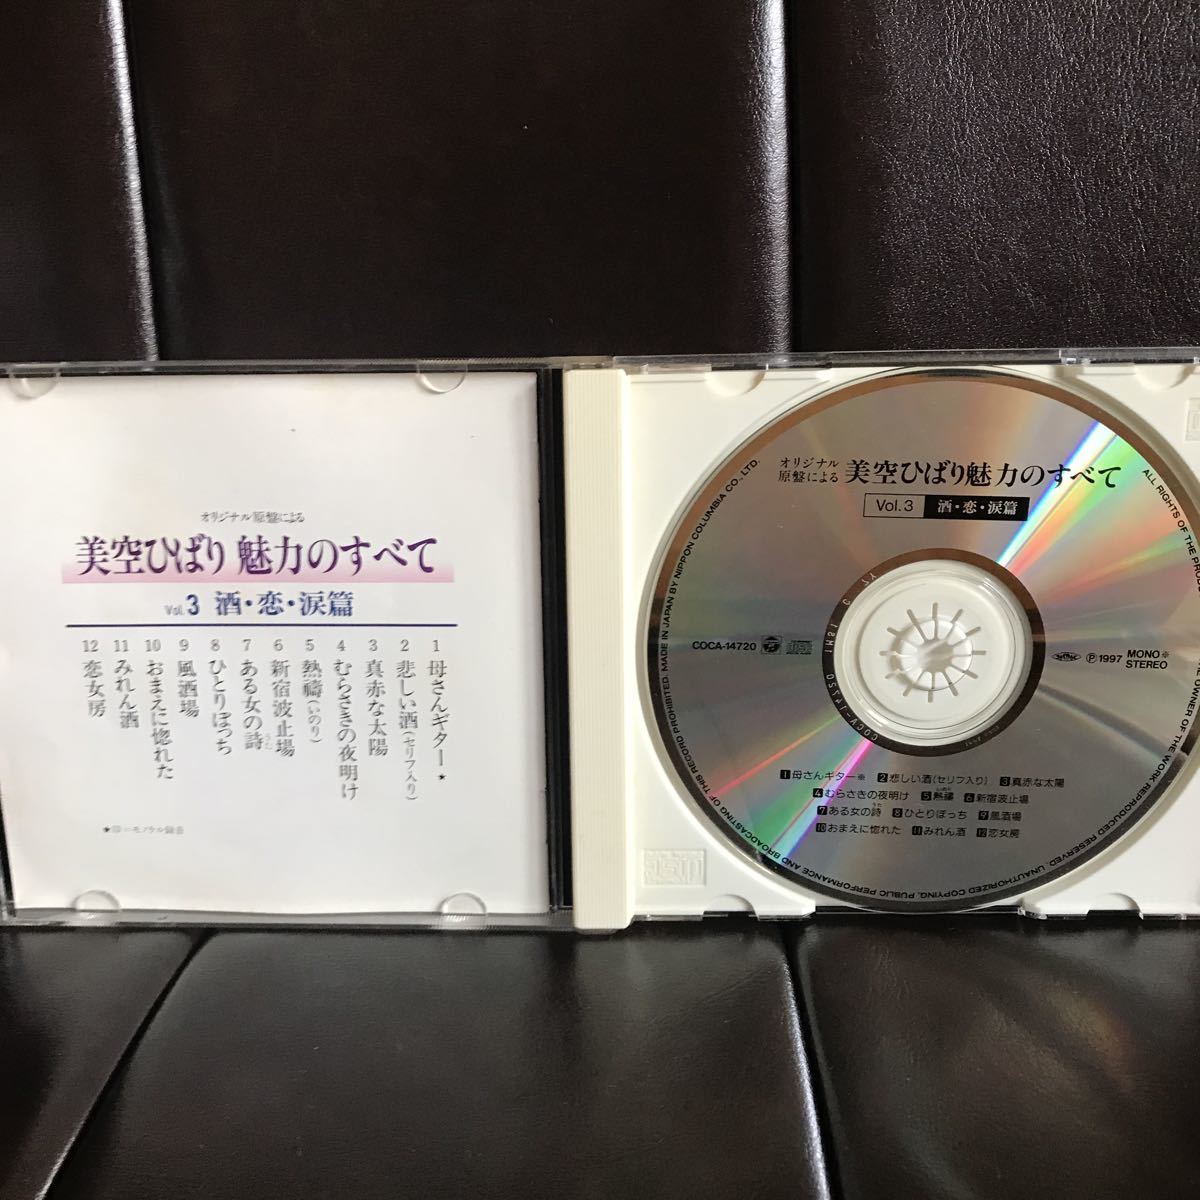 オリジナル原盤による
美空ひばり 魅力のすべて
Vol.3 酒・恋・涙篇
1 母さんギター★
2 悲しい酒(セリフ入り)
3 真赤な太陽
4 むらさきの夜明け
5 熱禱(いのり)
6 新宿波止場
7 ある女の詩
うた
8 ひとりぼっち
9 風酒場
10 おまえに惚れた
11 みれん酒
12 恋女房
★印=モノラル録音
オリジナル
原盤による 美空ひばり魅力のすべて
Vol.3 酒・恋・涙篇
COCA-14720
Ⓟ1997 MONO※
STEREO
1 母さんギター※ 2 悲しい酒(セリフ入り) 3 真赤な太陽
4 むらさきの夜明け 5 熱禱 6 新宿波止場
7 ある女の詩 8 ひとりぼっち 9 風酒場
10 おまえに惚れた 11 みれん酒 12 恋女房
ALL RIGHTS OF THE
OWNER OF THE WORK REPRODUCED RESERVED. UNAUTHORIZED COPYING, PUBLIC PERFORMANCE AND BROADCASTING OF THIS RECORD PROHIBITED. MADE IN JAPAN BY NIPPON COLUMBIA CO., LTD.